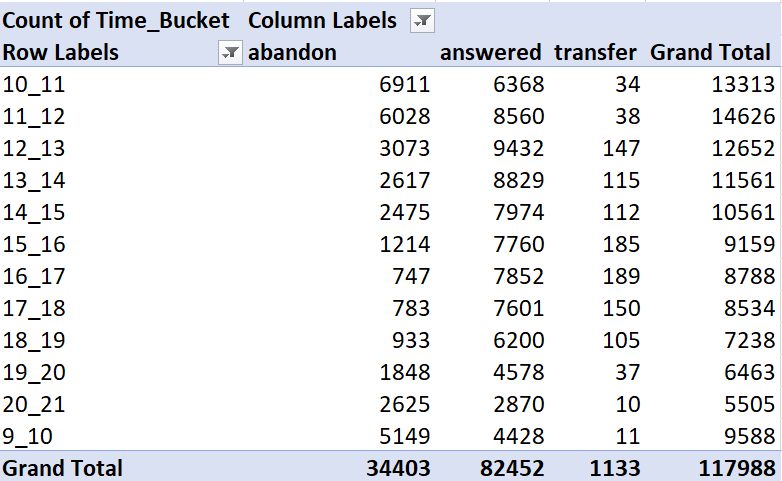 Count of Time_Bucket Column Labels
Row Labels abandon answered transfer Grand Total
10_11 6911 6368 34 13313
11_12 6028 8560 38 14626
12_13 3073 9432 147 12652
13_14 2617 8829 115 11561
14_15 2475 7974 112 10561
15_16 1214 7760 185 9159
16_17 747 7852 189 8788
17_18 783 7601 150 8534
18_19 933 6200 105 7238
19_20 1848 4578 37 6463
20_21 2625 2870 10 5505
9_10 5149 4428 11 9588
Grand Total 34403 82452 1133 117988